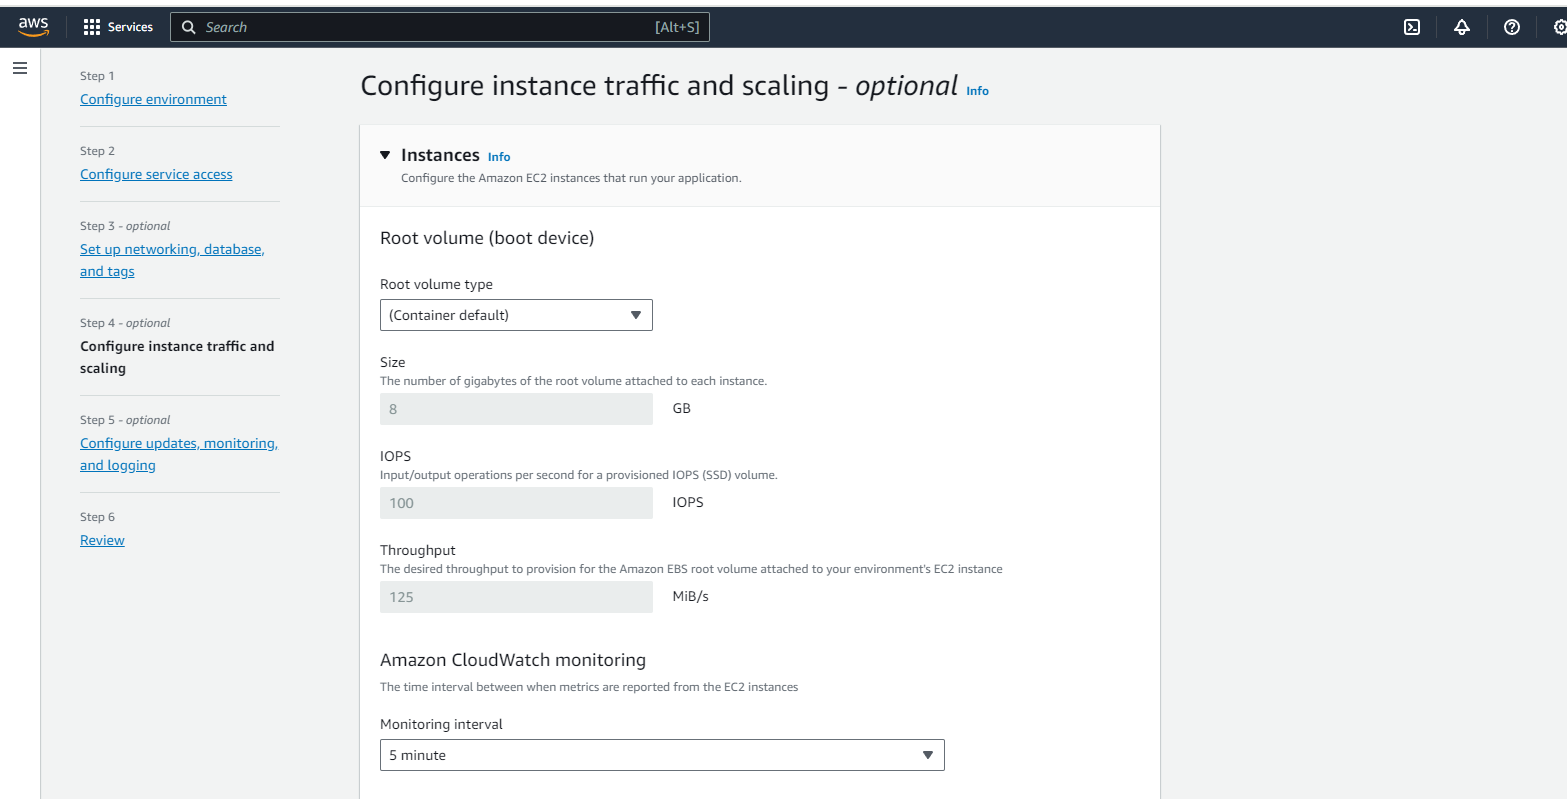 aws
Services
Search
[Alt+S]
Step 1
Configure environment
Step 2
Configure service access
Step 3 - optional
Set up networking, database,
and tags
Step 4 - optional
Configure instance traffic and
scaling
Step 5 - optional
Configure updates, monitoring,
and logging
Step 6
Review
Configure instance traffic and scaling - optional Info
Instances Info
Configure the Amazon EC2 instances that run your application.
Root volume (boot device)
Root volume type
(Container default)
Size
The number of gigabytes of the root volume attached to each instance.
8 GB
IOPS
Input/output operations per second for a provisioned IOPS (SSD) volume.
100 IOPS
Throughput
The desired throughput to provision for the Amazon EBS root volume attached to your environment's EC2 instance
125 MiB/s
Amazon CloudWatch monitoring
The time interval between when metrics are reported from the EC2 instances
Monitoring interval
5 minute